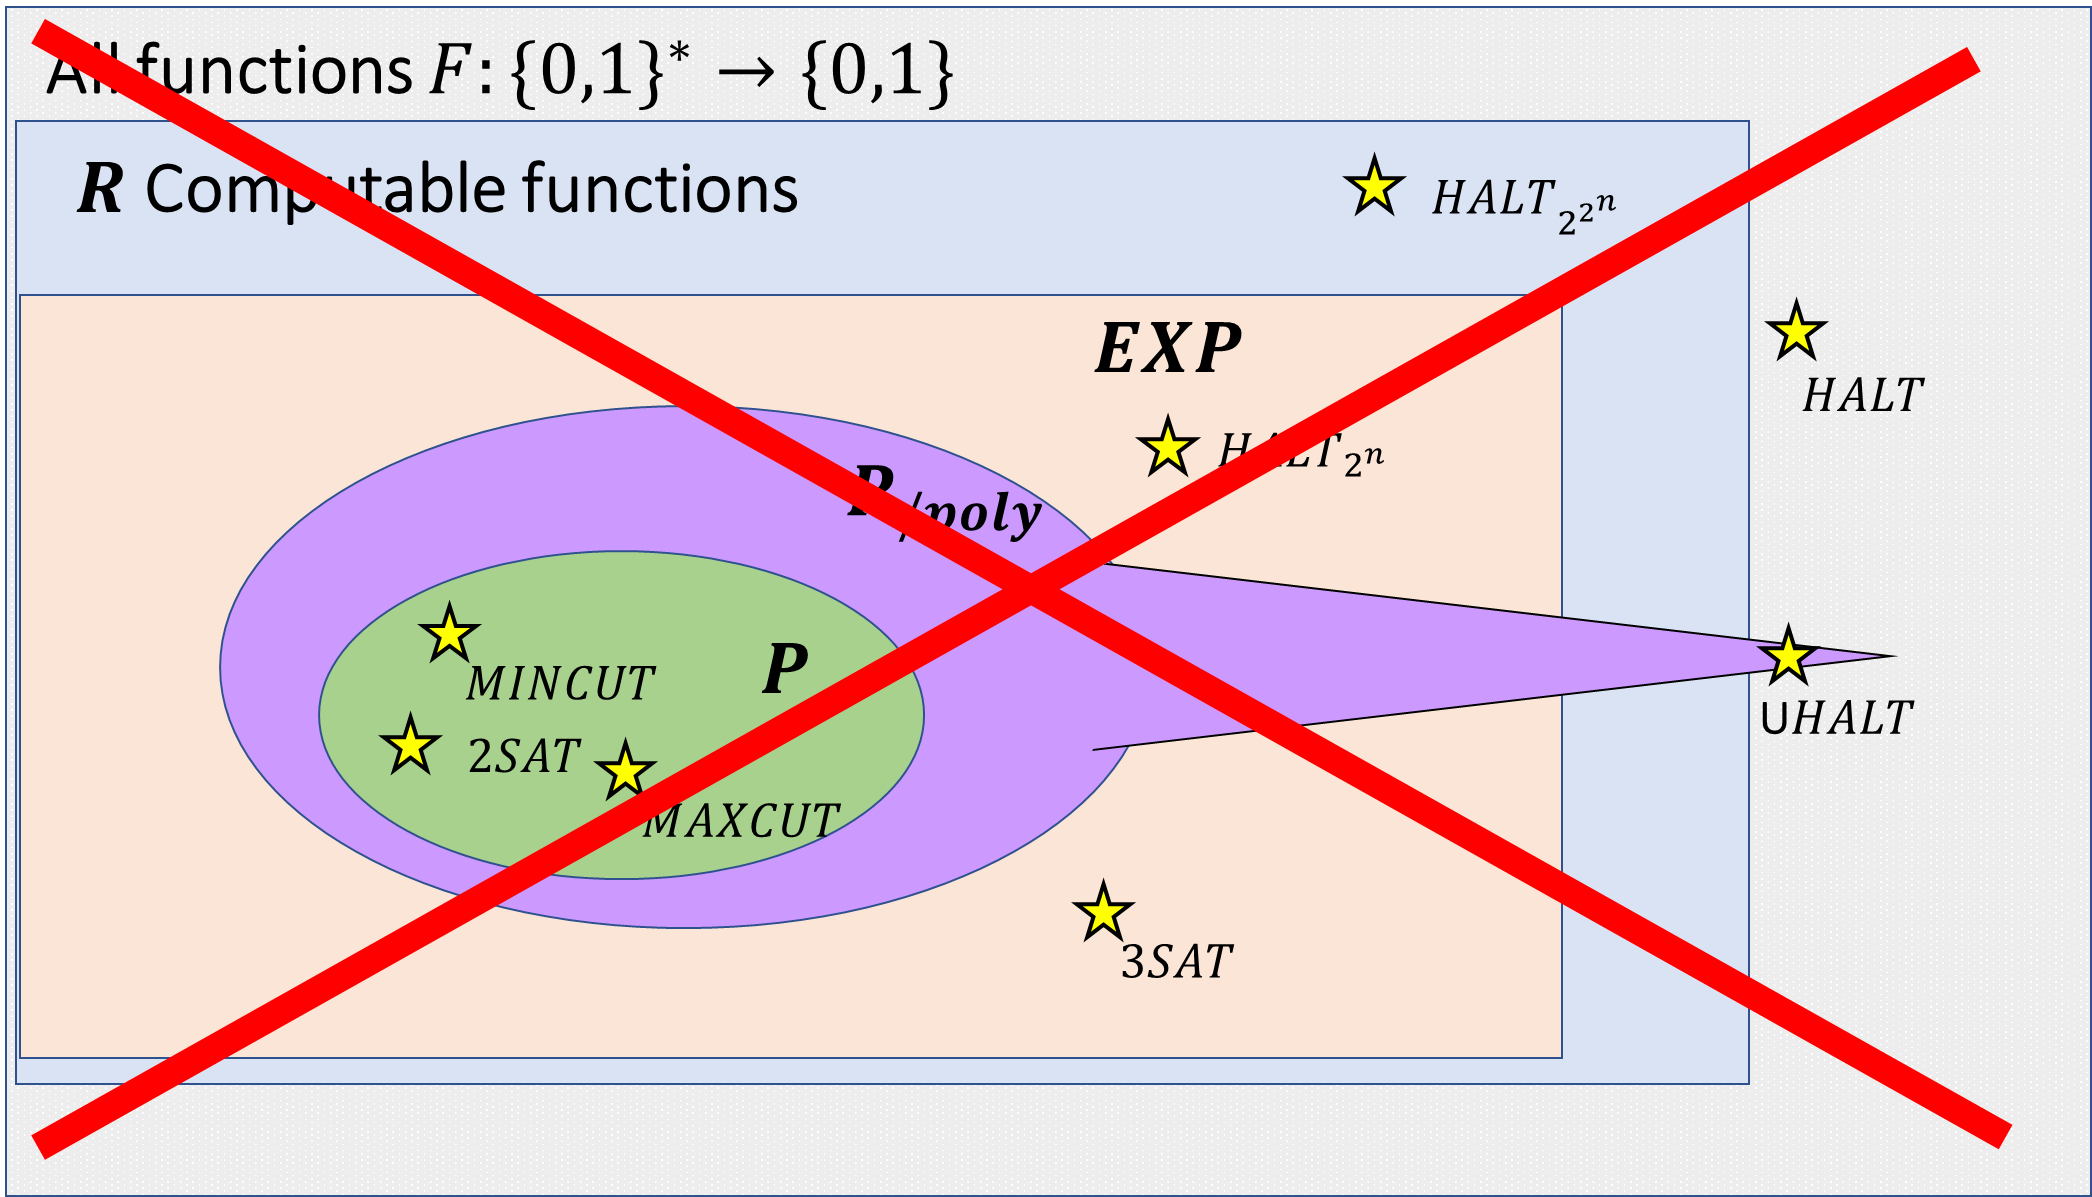 All functions F: {0,1}* → {0,1}
R Computable functions
HALT_{2^{2^n}}
EXP
HALT
HALT_{2^n}
P_{/poly}
MINCUT
P
∪HALT
2SAT
MAXCUT
3SAT